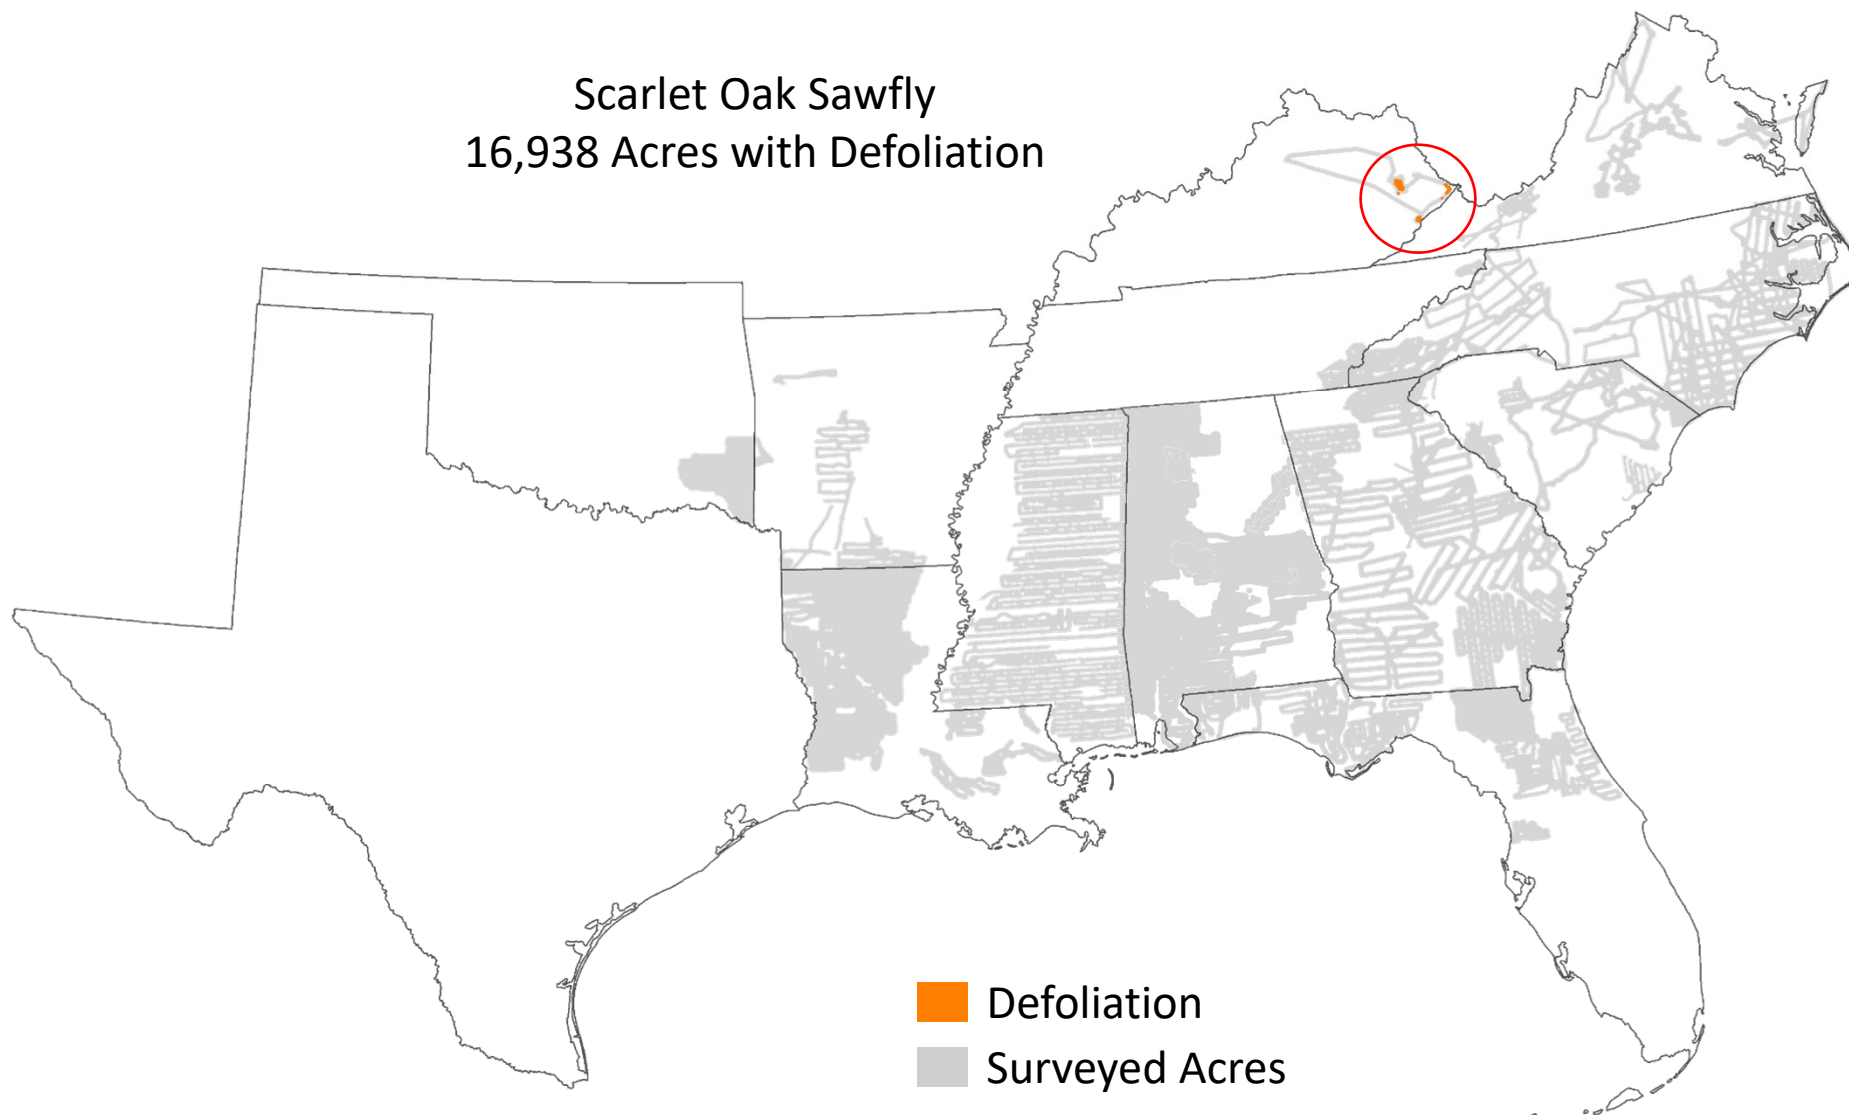 Scarlet Oak Sawfly
16,938 Acres with Defoliation
Defoliation
Surveyed Acres